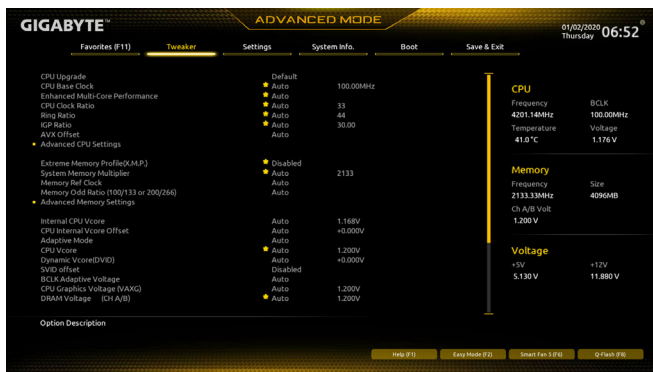 GIGABYTE™
ADVANCED MODE
01/02/2020
Thursday
06:52
Favorites (F11) Tweaker Settings System Info. Boot Save & Exit
CPU Upgrade Default
CPU Base Clock Auto 100.00MHz
Enhanced Multi-Core Performance Auto
CPU Clock Ratio Auto 33
Ring Ratio Auto 44
IGP Ratio Auto 30.00
AVX Offset Auto
Advanced CPU Settings
Extreme Memory Profile(X.M.P.) Disabled
System Memory Multiplier Auto 2133
Memory Ref Clock Auto
Memory Odd Ratio (100/133 or 200/266) Auto
Advanced Memory Settings
Internal CPU Vcore Auto 1.168V
CPU Internal Vcore Offset Auto +0.000V
Adaptive Mode Auto
CPU Vcore Auto 1.200V
Dynamic Vcore(DVID) Auto +0.000V
SVID offset Disabled
BCLK Adaptive Voltage Auto
CPU Graphics Voltage (VAXG) Auto 1.200V
DRAM Voltage (CH A/B) Auto 1.200V
Option Description
CPU
Frequency BCLK
4201.14MHz 100.00MHz
Temperature Voltage
41.0 °C 1.176 V
Memory
Frequency Size
2133.33MHz 4096MB
Ch A/B Volt
1.200 V
Voltage
+5V +12V
5.130 V 11.880 V
Help (F1) Easy Mode (F2) Smart Fan 5 (F6) Q-Flash (F8)